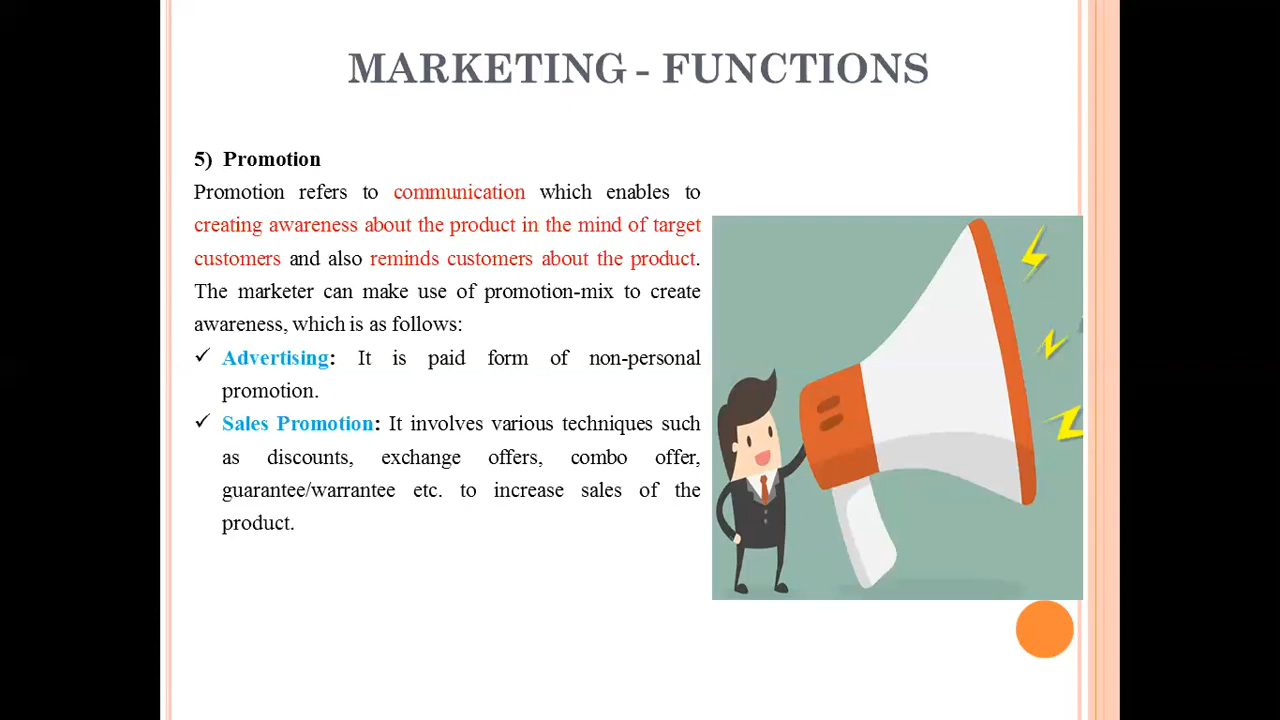 MARKETING - FUNCTIONS
5) Promotion
Promotion refers to communication which enables to
creating awareness about the product in the mind of target
customers and also reminds customers about the product.
The marketer can make use of promotion-mix to create
awareness, which is as follows:
✓ Advertising: It is paid form of non-personal
promotion.
✓ Sales Promotion: It involves various techniques such
as discounts, exchange offers, combo offer,
guarantee/warrantee etc. to increase sales of the
product.